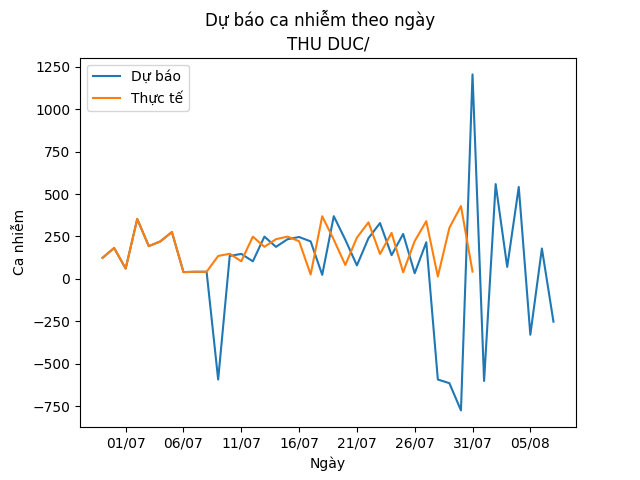 Dự báo ca nhiễm theo ngày
THU DUC/
Dự báo
Thực tế
1250
1000
750
500
250
0
−250
−500
−750
Ca nhiễm
01/07 06/07 11/07 16/07 21/07 26/07 31/07 05/08
Ngày